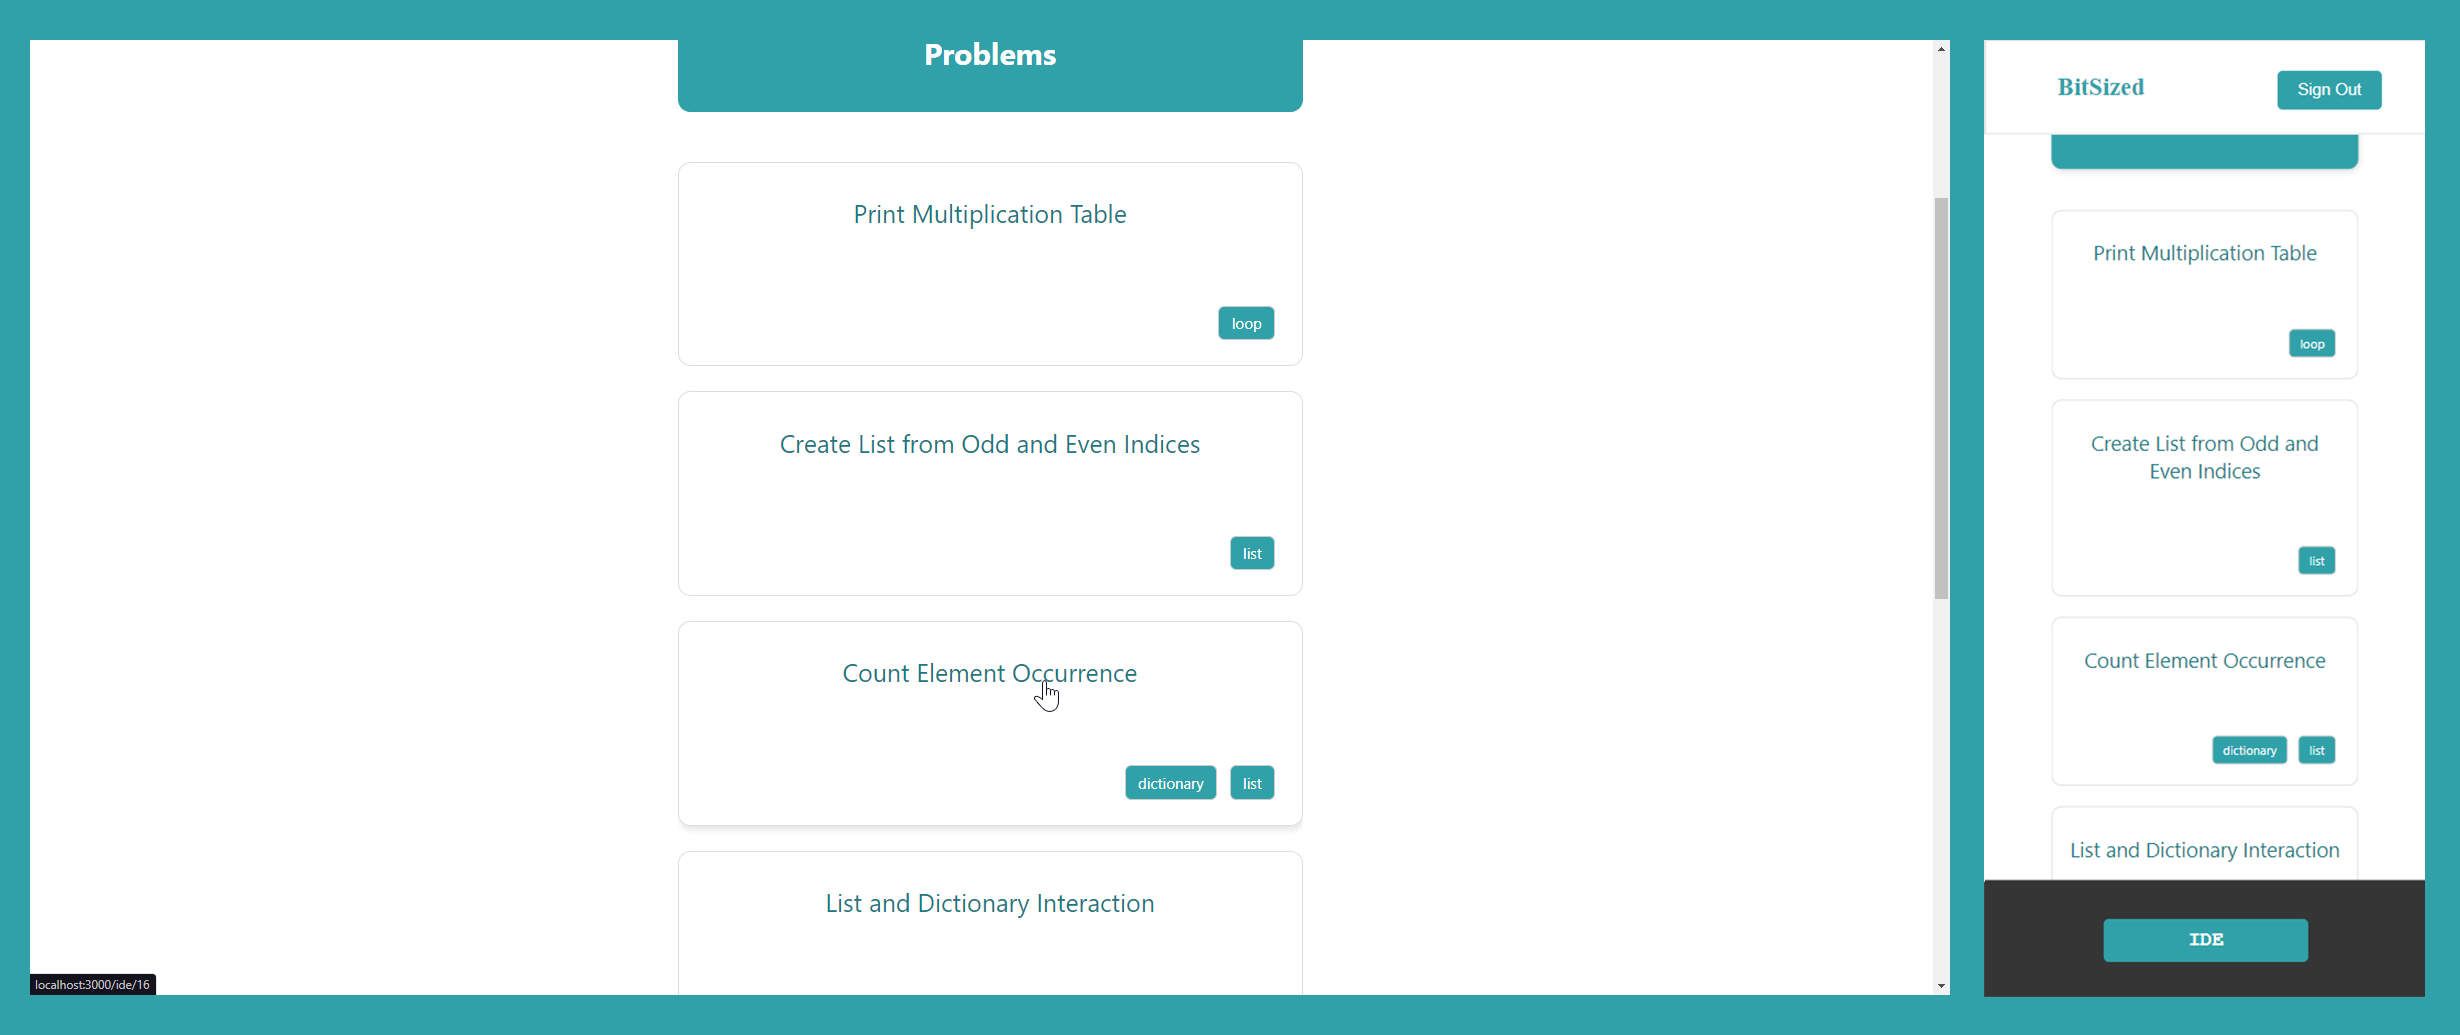 Problems
Print Multiplication Table
loop
Create List from Odd and Even Indices
list
Count Element Occurrence
dictionary list
List and Dictionary Interaction
localhost:3000/ide/16
BitSized
Sign Out
Print Multiplication Table
loop
Create List from Odd and
Even Indices
list
Count Element Occurrence
dictionary list
List and Dictionary Interaction
IDE